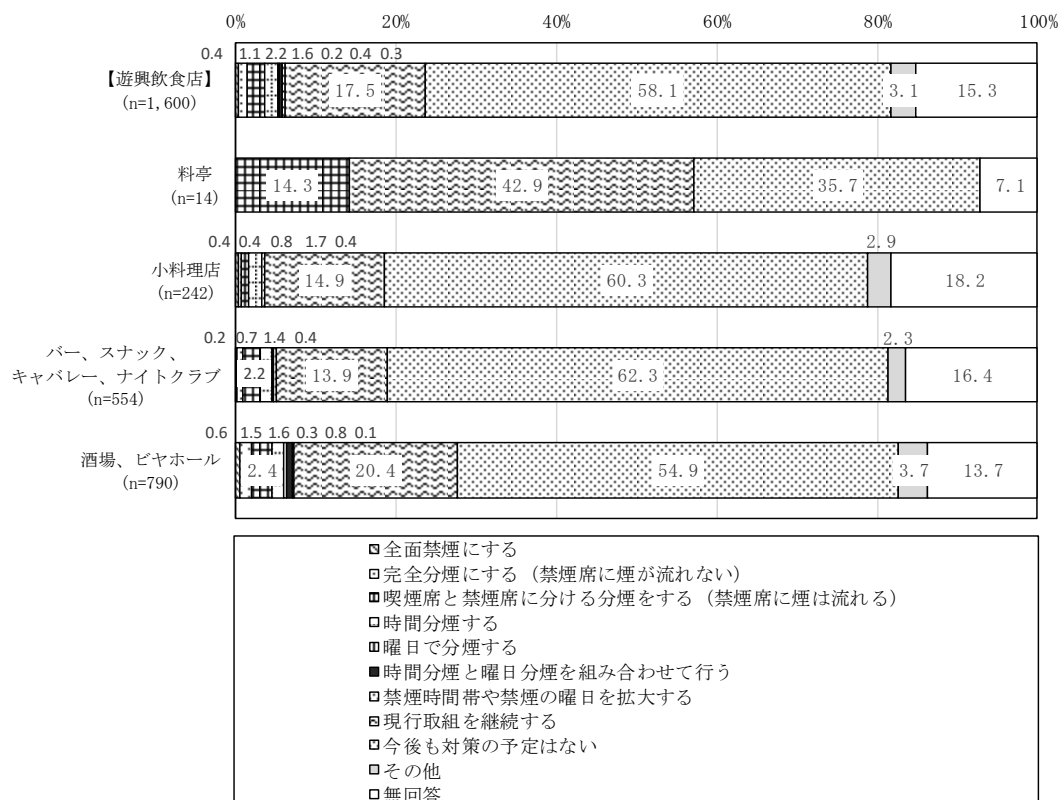 0% 20% 40% 60% 80% 100%
0.4 1.1 2.2 1.6 0.2 0.4 0.3
【遊興飲食店】
(n=1,600)
17.5 58.1 3.1 15.3
料亭
(n=14)
14.3 42.9 35.7 7.1
0.4 0.4 0.8 1.7 0.4 2.9
小料理店
(n=242)
14.9 60.3 18.2
0.2 0.7 1.4 0.4 2.3
バー、スナック、
キャバレー、ナイトクラブ
(n=554)
2.2 13.9 62.3 16.4
0.6 1.5 1.6 0.3 0.8 0.1
酒場、ビヤホール
(n=790)
2.4 20.4 54.9 3.7 13.7
全面禁煙にする
完全分煙にする（禁煙席に煙が流れない）
喫煙席と禁煙席に分ける分煙をする（禁煙席に煙は流れる）
時間分煙する
曜日で分煙する
時間分煙と曜日分煙を組み合わせて行う
禁煙時間帯や禁煙の曜日を拡大する
現行取組を継続する
今後も対策の予定はない
その他
無回答